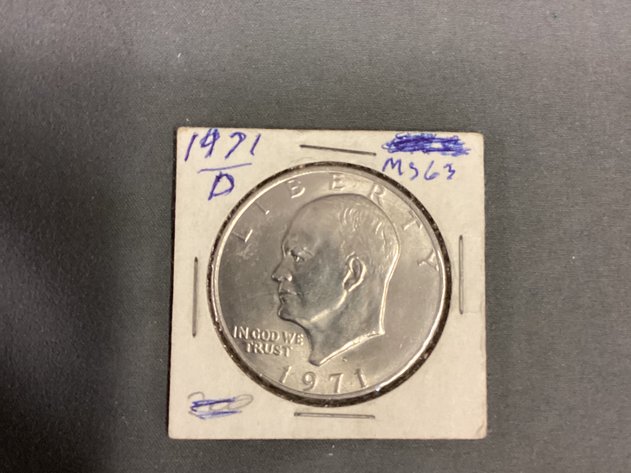 1971
D
MS63
LIBERTY
IN GOD WE
TRUST
1971